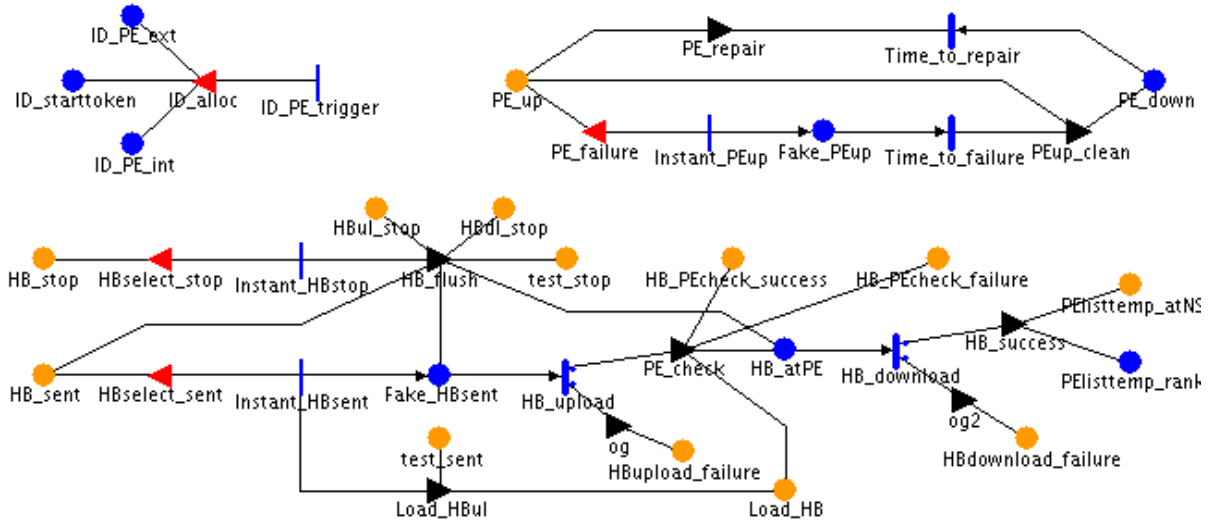 ID_PE_ext
ID_starttoken
ID_alloc
ID_PE_trigger
ID_PE_int
PE_repair
Time_to_repair
PE_up
PE_down
PE_failure
Instant_PEup
Fake_PEup
Time_to_failure
PEup_clean
HBul_stop
HBdl_stop
HB_stop
HBselect_stop
Instant_HBstop
HB_flush
test_stop
HB_PEcheck_success
HB_PEcheck_failure
PElisttemp_atNS
HB_success
PE_check
HB_atPE
HB_download
PElisttemp_rank
HB_sent
HBselect_sent
Instant_HBsent
Fake_HBsent
HB_upload
og
og2
test_sent
HBupload_failure
HBdownload_failure
Load_HBul
Load_HB